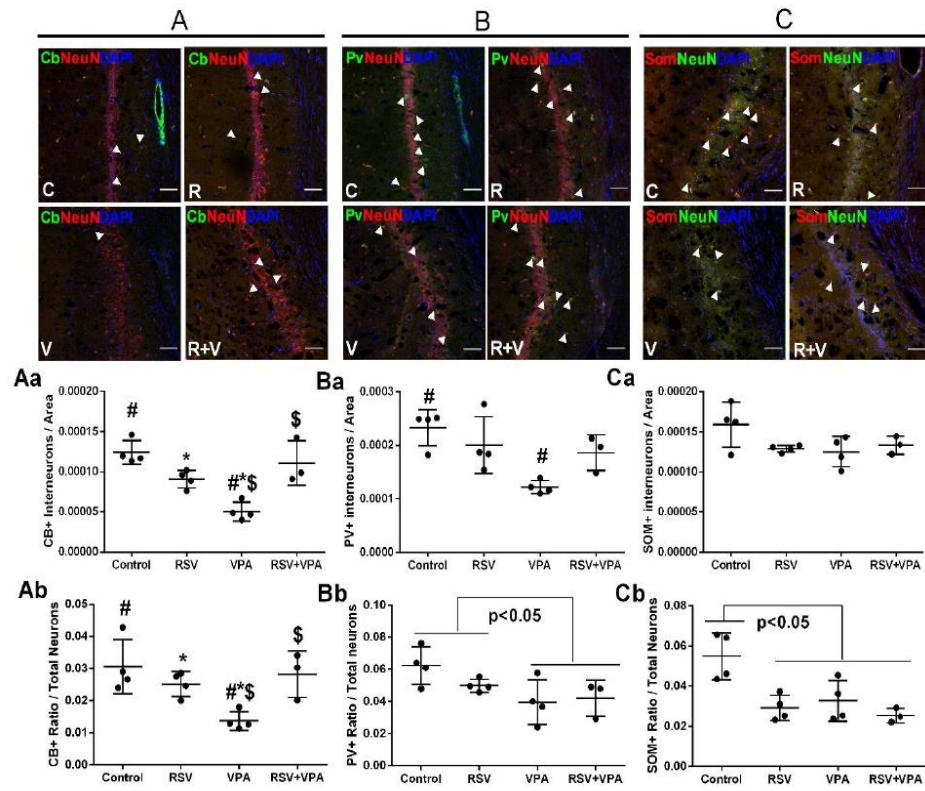 A
B
C
CbNeuNDAPI
CbNeuNDAPI
PvNeuNDAPI
PvNeuNDAPI
SomNeuNDAPI
SomNeuNDAPI
C
R
C
R
C
R
CbNeuNDAPI
CbNeuNDAPI
PvNeuNDAPI
PvNeuNDAPI
SomNeuNDAPI
SomNeuNDAPI
V
R+V
V
R+V
V
R+V
Aa
CB+ interneurons / Area
0.00020
0.00015
0.00010
0.00005
0.00000
#
*
#*$
$
Control RSV VPA RSV+VPA
Ba
PV+ interneurons / Area
0.0003
0.0002
0.0001
0.0000
#
#
Control RSV VPA RSV+VPA
Ca
SOM+ interneurons / Area
0.00020
0.00015
0.00010
0.00005
0.00000
Control RSV VPA RSV+VPA
Ab
CB+ Ratio / Total Neurons
0.05
0.04
0.03
0.02
0.01
0.00
#
*
#*$
$
Control RSV VPA RSV+VPA
Bb
PV+ Ratio / Total Neurons
0.10
0.08
0.06
0.04
0.02
0.00
p<0.05
Control RSV VPA RSV+VPA
Cb
SOM+ Ratio / Total Neurons
0.08
0.06
0.04
0.02
0.00
p<0.05
Control RSV VPA RSV+VPA